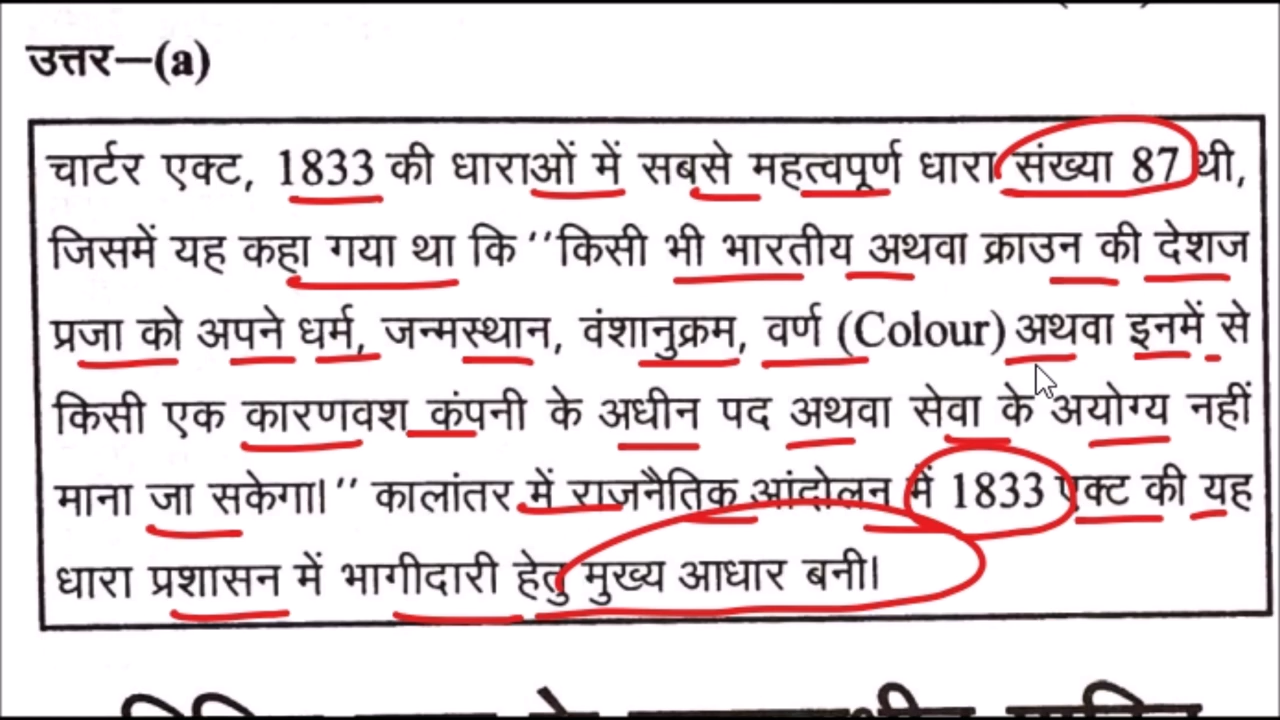 उत्तर—(a)
चार्टर एक्ट, 1833 की धाराओं में सबसे महत्वपूर्ण धारा संख्या 87 थी,
जिसमें यह कहा गया था कि ''किसी भी भारतीय अथवा क्राउन की देशज
प्रजा को अपने धर्म, जन्मस्थान, वंशानुक्रम, वर्ण (Colour) अथवा इनमें से
किसी एक कारणवश कंपनी के अधीन पद अथवा सेवा के अयोग्य नहीं
माना जा सकेगा।'' कालांतर में राजनैतिक आंदोलन में 1833 एक्ट की यह
धारा प्रशासन में भागीदारी हेतु मुख्य आधार बनी।